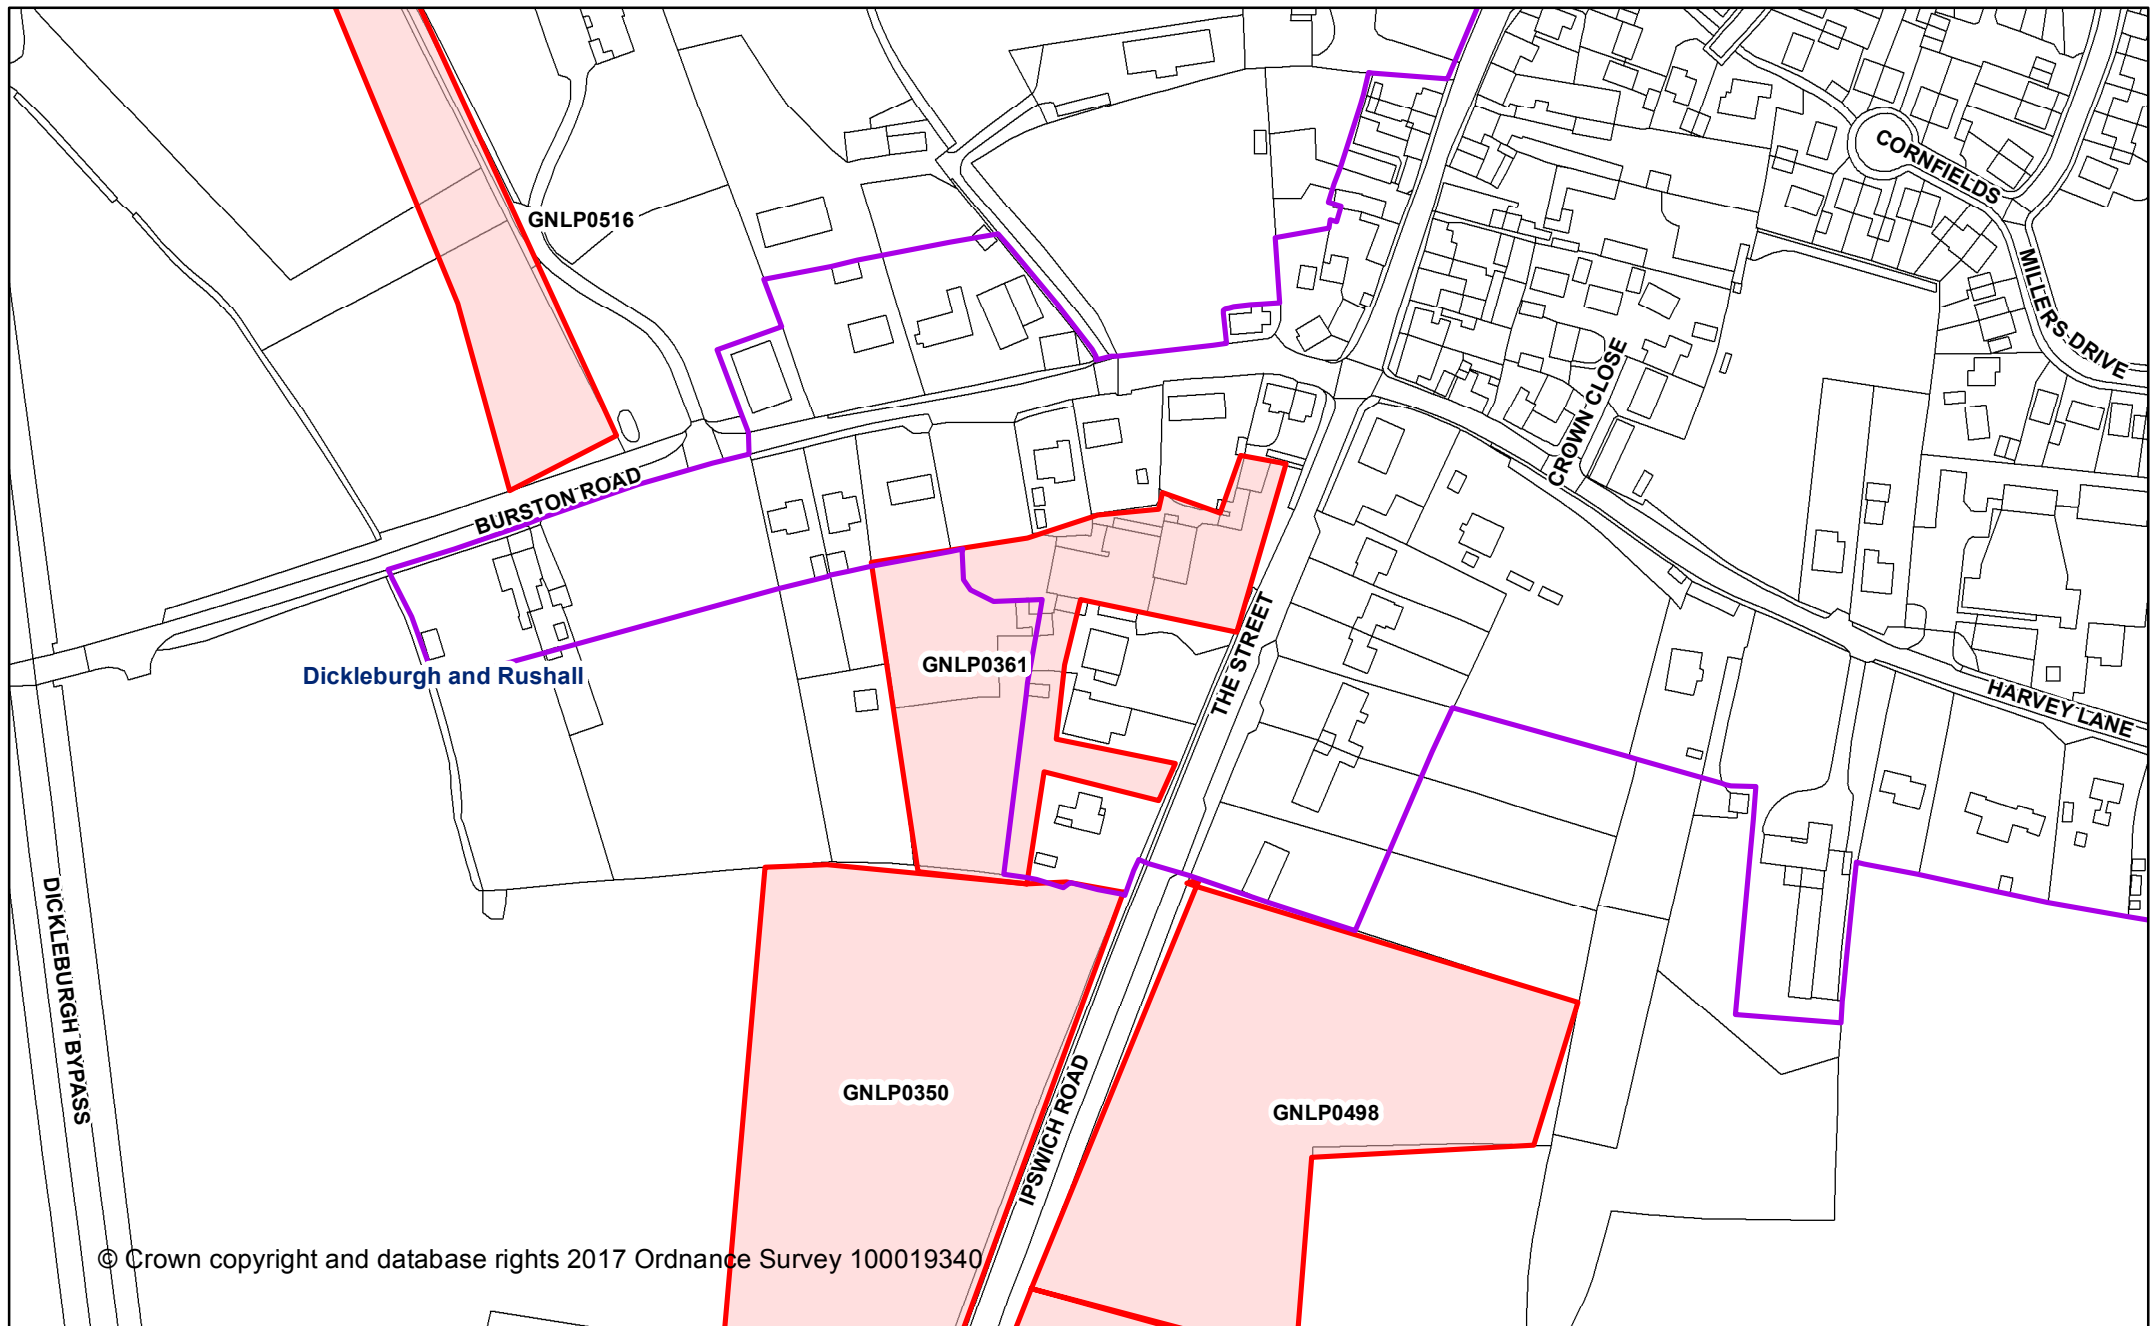 CORNFIELDS
GNLP0516
MILLERS DRIVE
CROWN CLOSE
BURSTON ROAD
THE STREET
GNLP0361
Dickleburgh and Rushall
HARVEY LANE
DICKLEBURGH BYPASS
GNLP0350
GNLP0498
IPSWICH ROAD
© Crown copyright and database rights 2017 Ordnance Survey 100019340